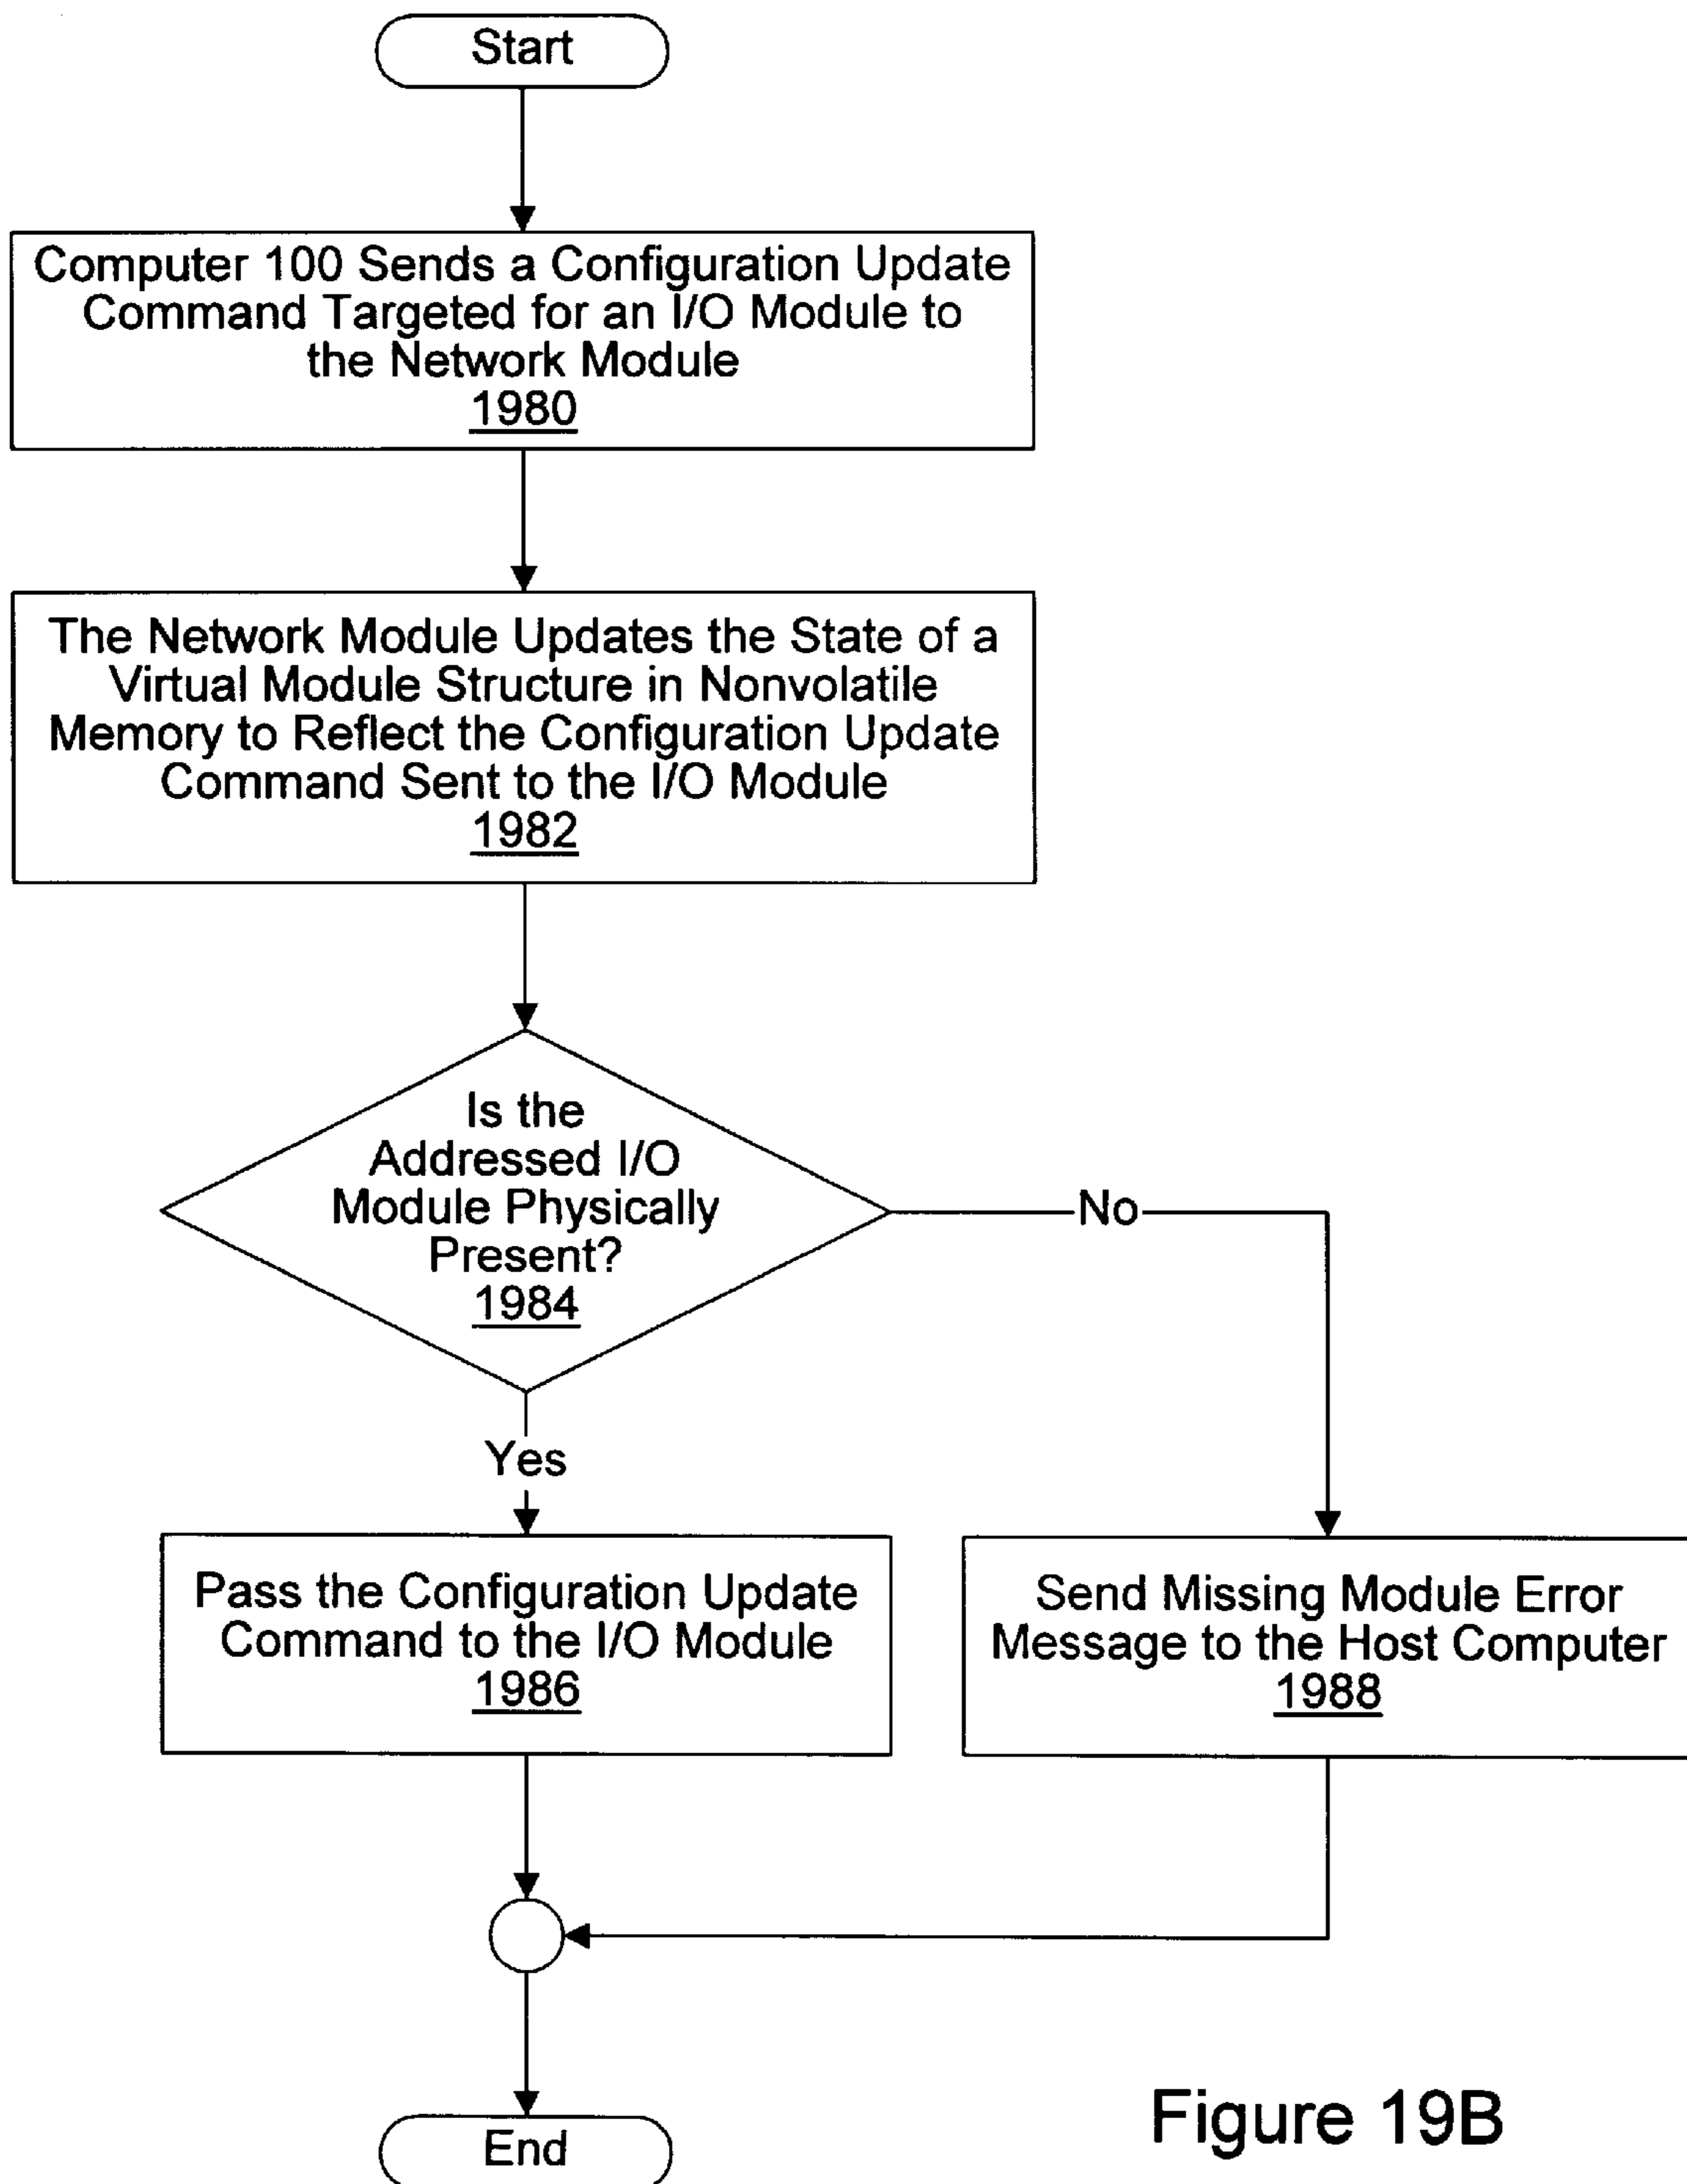 Start
Computer 100 Sends a Configuration Update
Command Targeted for an I/O Module to
the Network Module
1980
The Network Module Updates the State of a
Virtual Module Structure in Nonvolatile
Memory to Reflect the Configuration Update
Command Sent to the I/O Module
1982
Is the
Addressed I/O
Module Physically
Present?
1984
No
Yes
Pass the Configuration Update
Command to the I/O Module
1986
Send Missing Module Error
Message to the Host Computer
1988
End
Figure 19B